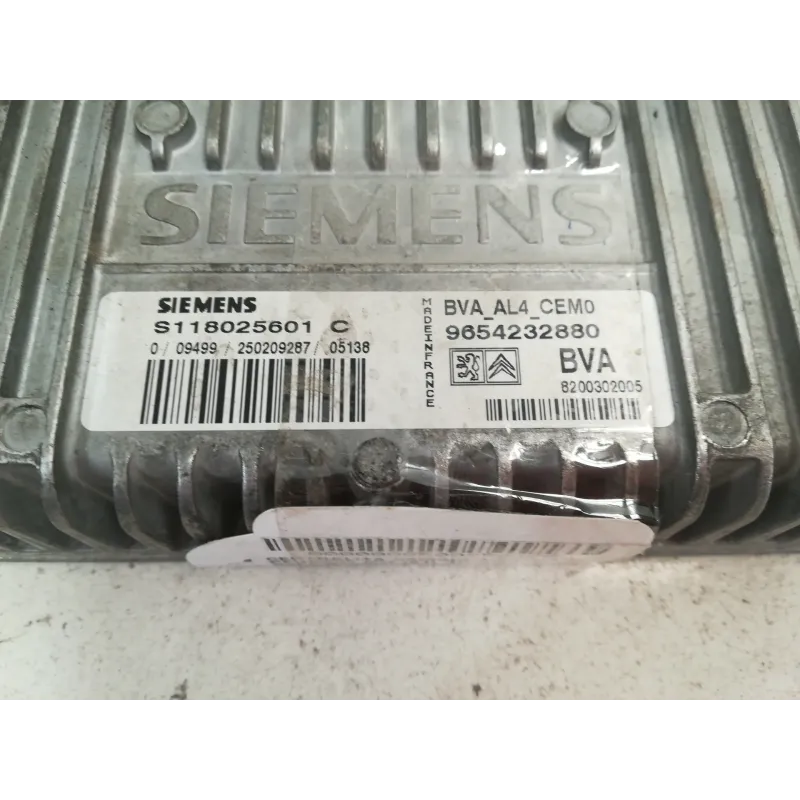 SIEMENS
SIEMENS
S118025601 C
0 / 09499 / 250209287 / 05138
MADEINFRANCE
BVA_AL4_CEM0
9654232880
BVA
8200302005